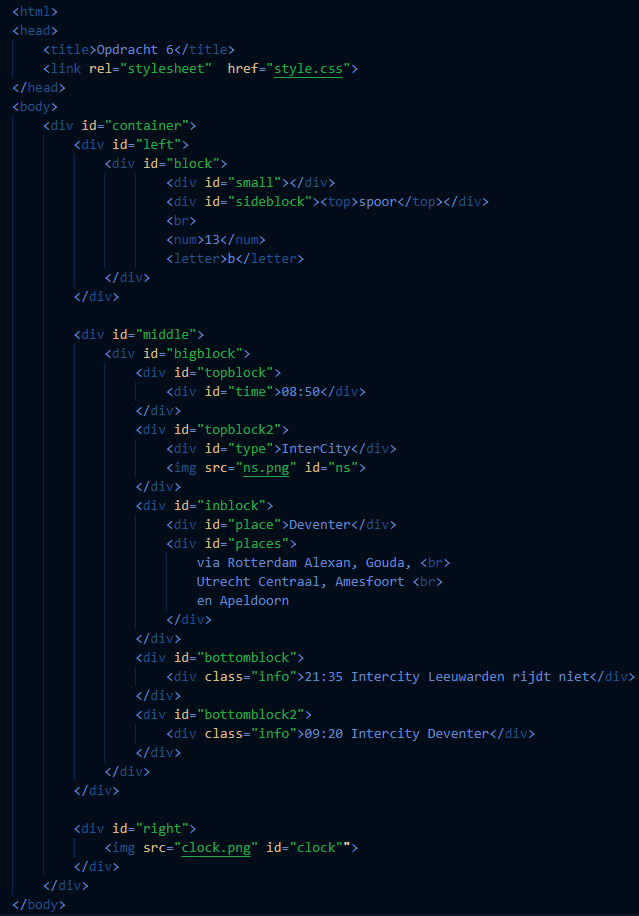 <html>
<head>
<title>Opdracht 6</title>
<link rel="stylesheet"  href="style.css">
</head>
<body>
<div id="container">
<div id="left">
<div id="block">
<div id="small"></div>
<div id="sideblock"><top>spoor</top></div>
<br>
<num>13</num>
<letter>b</letter>
</div>
</div>
<div id="middle">
<div id="bigblock">
<div id="topblock">
<div id="time">08:50</div>
</div>
<div id="topblock2">
<div id="type">InterCity</div>
<img src="ns.png" id="ns">
</div>
<div id="inblock">
<div id="place">Deventer</div>
<div id="places">
via Rotterdam Alexan, Gouda, <br>
Utrecht Centraal, Amesfoort <br>
en Apeldoorn
</div>
</div>
<div id="bottomblock">
<div class="info">21:35 Intercity Leeuwarden rijdt niet</div>
</div>
<div id="bottomblock2">
<div class="info">09:20 Intercity Deventer</div>
</div>
</div>
</div>
<div id="right">
<img src="clock.png" id="clock"">
</div>
</div>
</body>